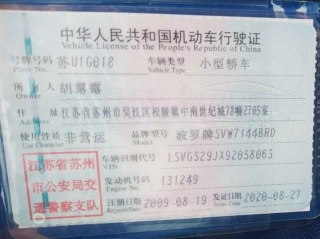 中华人民共和国机动车行驶证
Vehicle License of the People's Republic of China
号牌号码 苏U1G018 车辆类型 小型轿车
Plate No. Vehicle Type
所有人 胡露露
Owner
住址 江苏省苏州市吴江区松陵镇中南世纪城78幢2705室
Address
使用性质 非营运 品牌型号 波罗牌SVW7144BRD
Use Character Model
江苏省苏州
市公安局交
通警察支队
车辆识别代号 LSVGS29JX92058063
VIN
发动机号码 131249
Engine No.
注册日期 2009-08-19 发证日期 2020-08-27
Register Date Issue Date